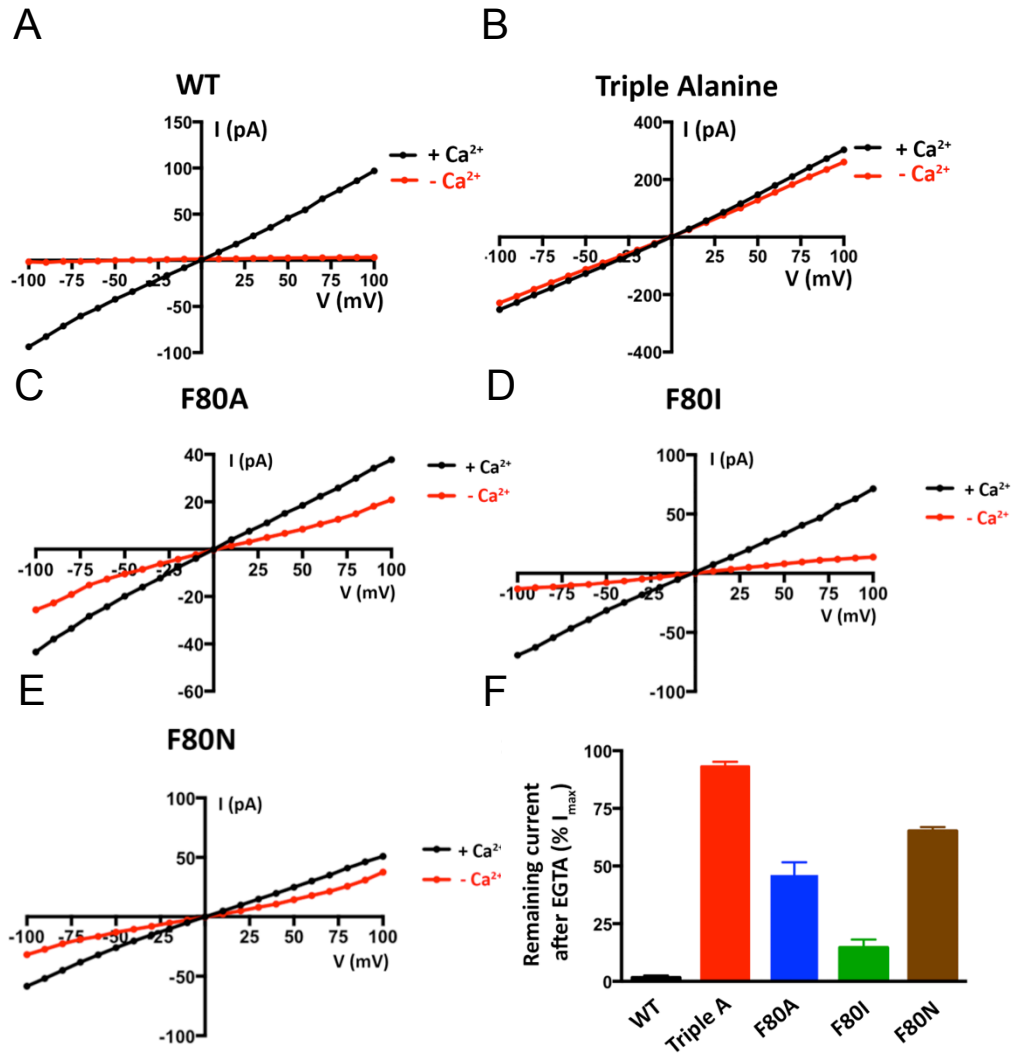 A
WT
I (pA)
150
100
50
-50
-100
-100 -75 -50 -25 25 50 75 100
V (mV)
+ Ca²⁺
- Ca²⁺
B
Triple Alanine
I (pA)
400
200
-200
-400
-100 -75 -50 -25 25 50 75 100
V (mV)
+ Ca²⁺
- Ca²⁺
C
F80A
I (pA)
40
20
-20
-40
-60
-100 -75 -50 -25 25 50 75 100
V (mV)
+ Ca²⁺
- Ca²⁺
D
F80I
I (pA)
100
50
-50
-100
-100 -75 -50 -25 25 50 75 100
V (mV)
+ Ca²⁺
- Ca²⁺
E
F80N
I (pA)
100
50
-50
-100
-100 -75 -50 -25 25 50 75 100
V (mV)
+ Ca²⁺
- Ca²⁺
F
Remaining current
after EGTA (% Imax)
100
75
50
25
0
WT Triple A F80A F80I F80N